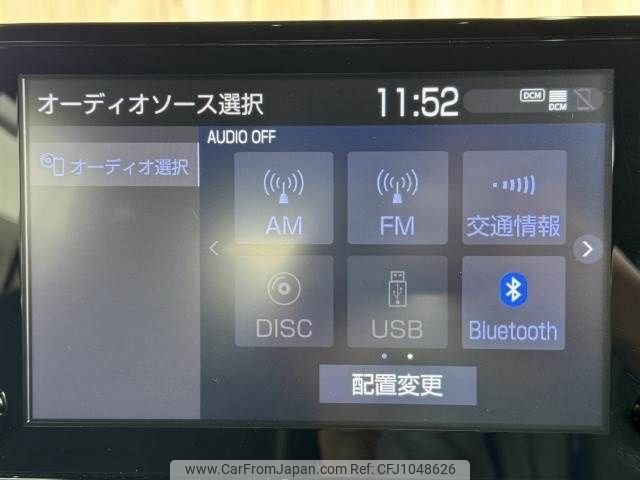 オーディオソース選択
11:52
DCM
DCM
AUDIO OFF
オーディオ選択
AM
FM
交通情報
DISC
USB
Bluetooth
配置変更
www.CarFromJapan.com | CFJ1048626